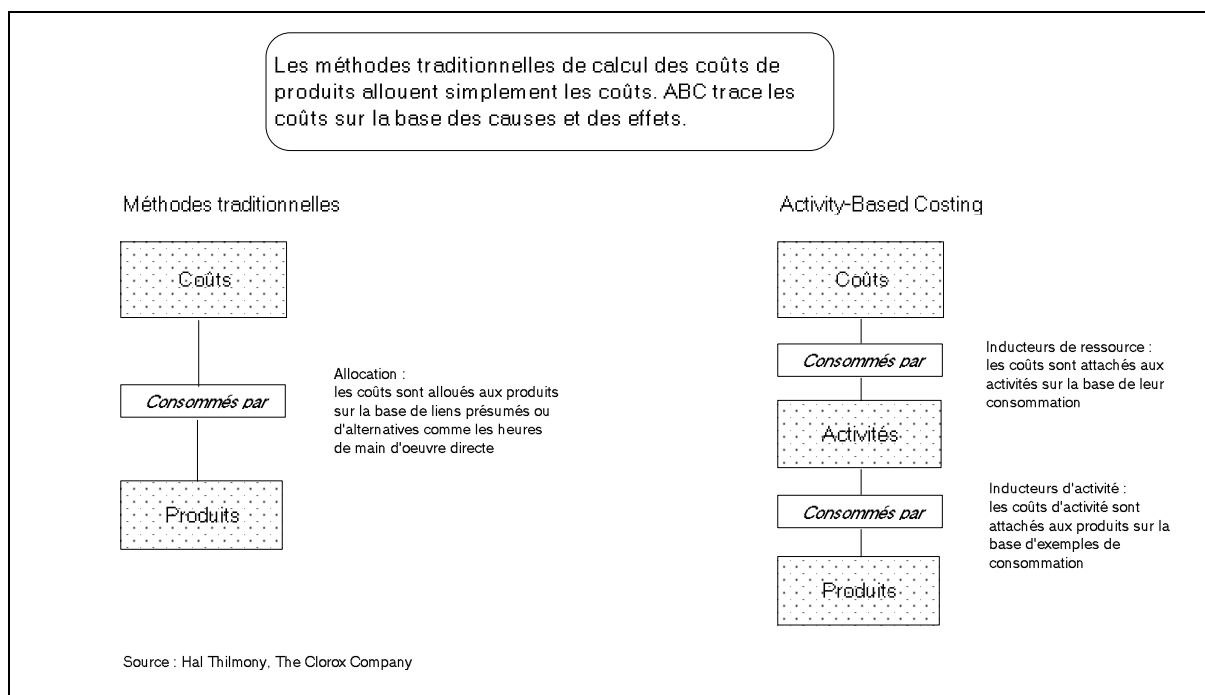 Les méthodes traditionnelles de calcul des coûts de
produits allouent simplement les coûts. ABC trace les
coûts sur la base des causes et des effets.
Méthodes traditionnelles
Coûts
Consommés par
Allocation :
les coûts sont alloués aux produits
sur la base de liens présumés ou
d'alternatives comme les heures
de main d'oeuvre directe
Produits
Activity-Based Costing
Coûts
Consommés par
Inducteurs de ressource :
les coûts sont attachés aux
activités sur la base de leur
consommation
Activités
Consommés par
Inducteurs d'activité :
les coûts d'activité sont
attachés aux produits sur la
base d'exemples de
consommation
Produits
Source : Hal Thilmony, The Clorox Company